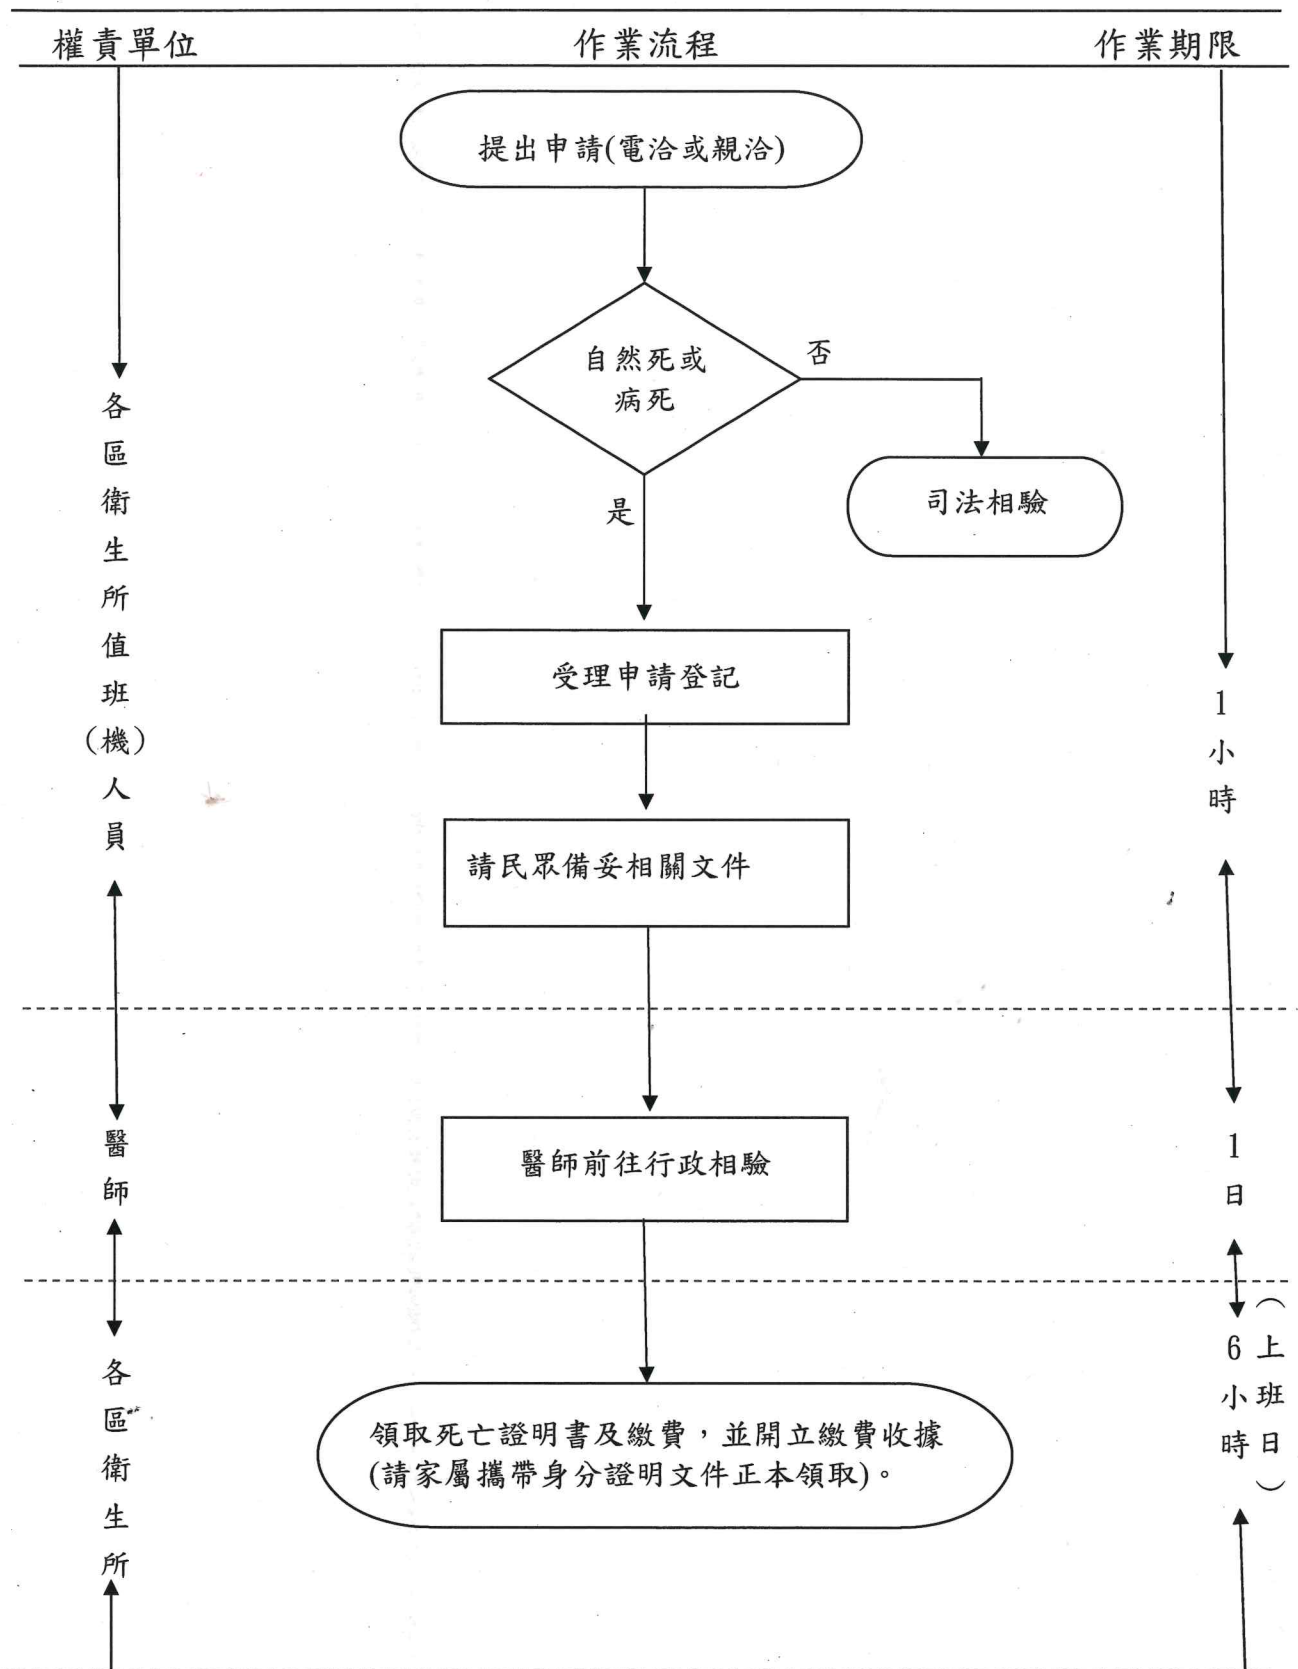 權責單位
作業流程
作業期限
提出申請(電洽或親洽)
自然死或
病死
否
司法相驗
是
受理申請登記
請民眾備妥相關文件
醫師前往行政相驗
領取死亡證明書及繳費，並開立繳費收據
(請家屬攜帶身分證明文件正本領取)。
各區衛生所值班(機)人員
醫師
各區衛生所
1小時
1日
6小時
(上班日)